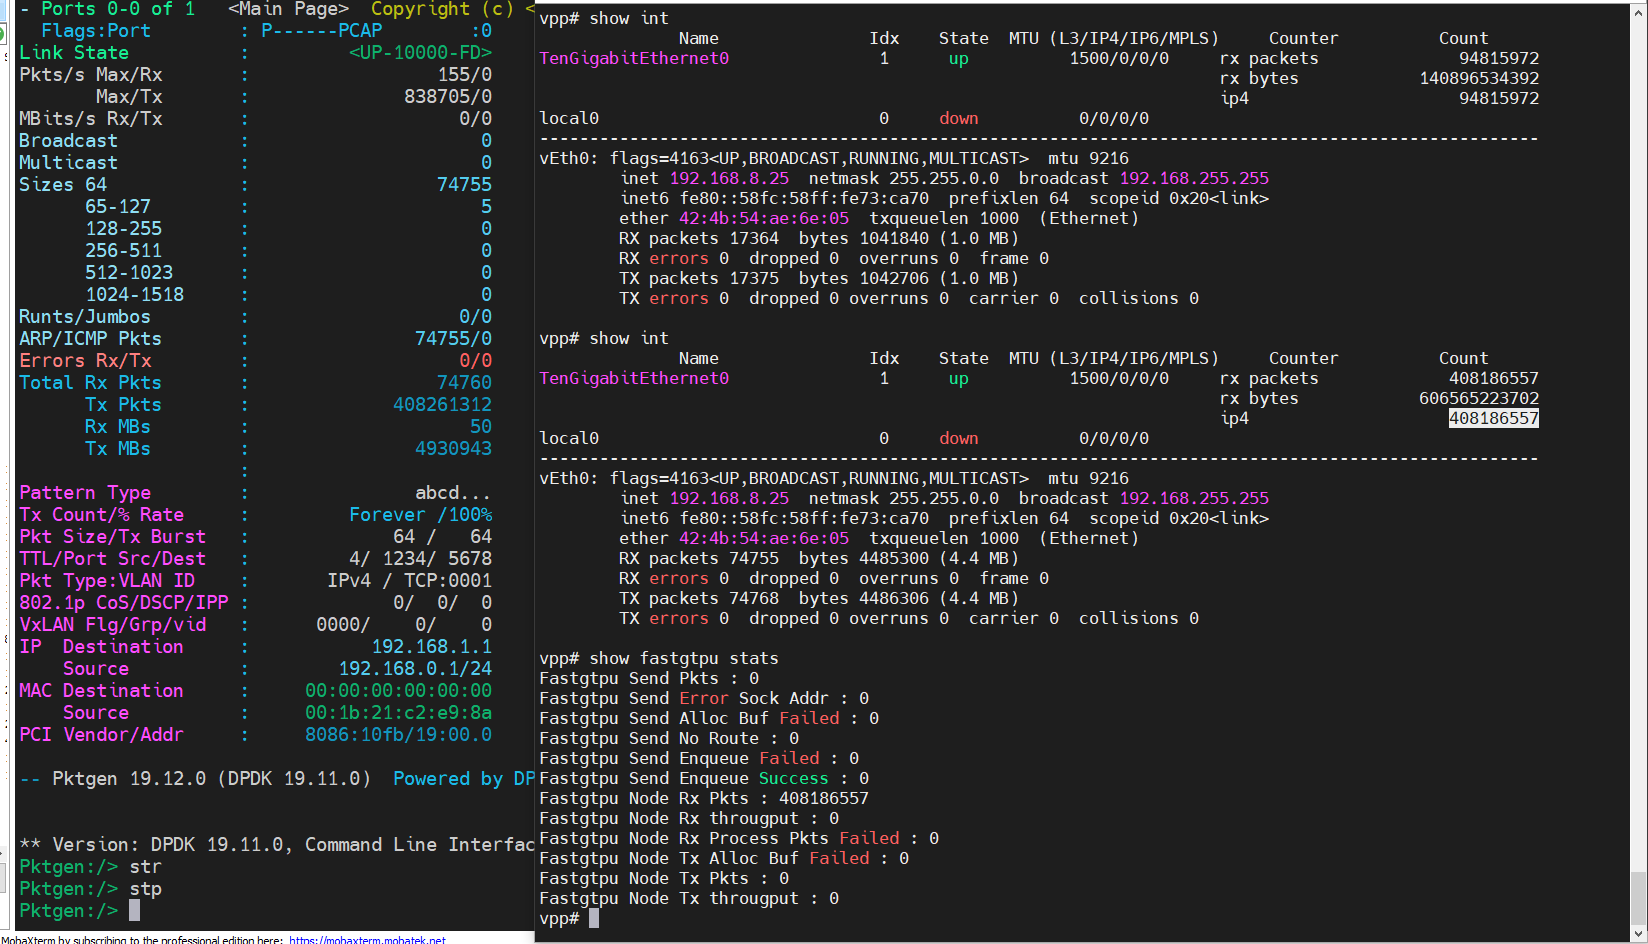 - Ports 0-0 of 1   <Main Page>  Copyright (c) <
  Flags:Port        : P------PCAP        :0
Link State          :         <UP-10000-FD>
Pkts/s Max/Rx       :                 155/0
       Max/Tx       :              838705/0
MBits/s Rx/Tx       :                   0/0
Broadcast           :                     0
Multicast           :                     0
Sizes 64            :                 74755
      65-127        :                     5
      128-255       :                     0
      256-511       :                     0
      512-1023      :                     0
      1024-1518     :                     0
Runts/Jumbos        :                   0/0
ARP/ICMP Pkts       :               74755/0
Errors Rx/Tx        :                   0/0
Total Rx Pkts       :                 74760
      Tx Pkts       :             408261312
      Rx MBs        :                    50
      Tx MBs        :               4930943
                    :
Pattern Type        :               abcd...
Tx Count/% Rate     :         Forever /100%
Pkt Size/Tx Burst   :             64 /   64
TTL/Port Src/Dest   :         4/ 1234/ 5678
Pkt Type:VLAN ID    :       IPv4 / TCP:0001
802.1p CoS/DSCP/IPP :             0/  0/  0
VxLAN Flg/Grp/vid   :      0000/    0/    0
IP  Destination     :           192.168.1.1
    Source          :        192.168.0.1/24
MAC Destination     :     00:00:00:00:00:00
    Source          :     00:1b:21:c2:e9:8a
PCI Vendor/Addr     :     8086:10fb/19:00.0
-- Pktgen 19.12.0 (DPDK 19.11.0)  Powered by DP
** Version: DPDK 19.11.0, Command Line Interfac
Pktgen:/> str
Pktgen:/> stp
Pktgen:/>
MobaXterm by subscribing to the professional edition here: https://mobaxterm.mobatek.net
vpp# show int
              Name               Idx    State  MTU (L3/IP4/IP6/MPLS)     Counter          Count
TenGigabitEthernet0               1      up          1500/0/0/0     rx packets              94815972
                                                                    rx bytes            140896534392
                                                                    ip4                     94815972
local0                            0     down          0/0/0/0
----------------------------------------------------------------------------------------------------
vEth0: flags=4163<UP,BROADCAST,RUNNING,MULTICAST>  mtu 9216
        inet 192.168.8.25  netmask 255.255.0.0  broadcast 192.168.255.255
        inet6 fe80::58fc:58ff:fe73:ca70  prefixlen 64  scopeid 0x20<link>
        ether 42:4b:54:ae:6e:05  txqueuelen 1000  (Ethernet)
        RX packets 17364  bytes 1041840 (1.0 MB)
        RX errors 0  dropped 0  overruns 0  frame 0
        TX packets 17375  bytes 1042706 (1.0 MB)
        TX errors 0  dropped 0 overruns 0  carrier 0  collisions 0
vpp# show int
              Name               Idx    State  MTU (L3/IP4/IP6/MPLS)     Counter          Count
TenGigabitEthernet0               1      up          1500/0/0/0     rx packets             408186557
                                                                    rx bytes            606565223702
                                                                    ip4                    408186557
local0                            0     down          0/0/0/0
----------------------------------------------------------------------------------------------------
vEth0: flags=4163<UP,BROADCAST,RUNNING,MULTICAST>  mtu 9216
        inet 192.168.8.25  netmask 255.255.0.0  broadcast 192.168.255.255
        inet6 fe80::58fc:58ff:fe73:ca70  prefixlen 64  scopeid 0x20<link>
        ether 42:4b:54:ae:6e:05  txqueuelen 1000  (Ethernet)
        RX packets 74755  bytes 4485300 (4.4 MB)
        RX errors 0  dropped 0  overruns 0  frame 0
        TX packets 74768  bytes 4486306 (4.4 MB)
        TX errors 0  dropped 0 overruns 0  carrier 0  collisions 0
vpp# show fastgtpu stats
Fastgtpu Send Pkts : 0
Fastgtpu Send Error Sock Addr : 0
Fastgtpu Send Alloc Buf Failed : 0
Fastgtpu Send No Route : 0
Fastgtpu Send Enqueue Failed : 0
Fastgtpu Send Enqueue Success : 0
Fastgtpu Node Rx Pkts : 408186557
Fastgtpu Node Rx througput : 0
Fastgtpu Node Rx Process Pkts Failed : 0
Fastgtpu Node Tx Alloc Buf Failed : 0
Fastgtpu Node Tx Pkts : 0
Fastgtpu Node Tx througput : 0
vpp#